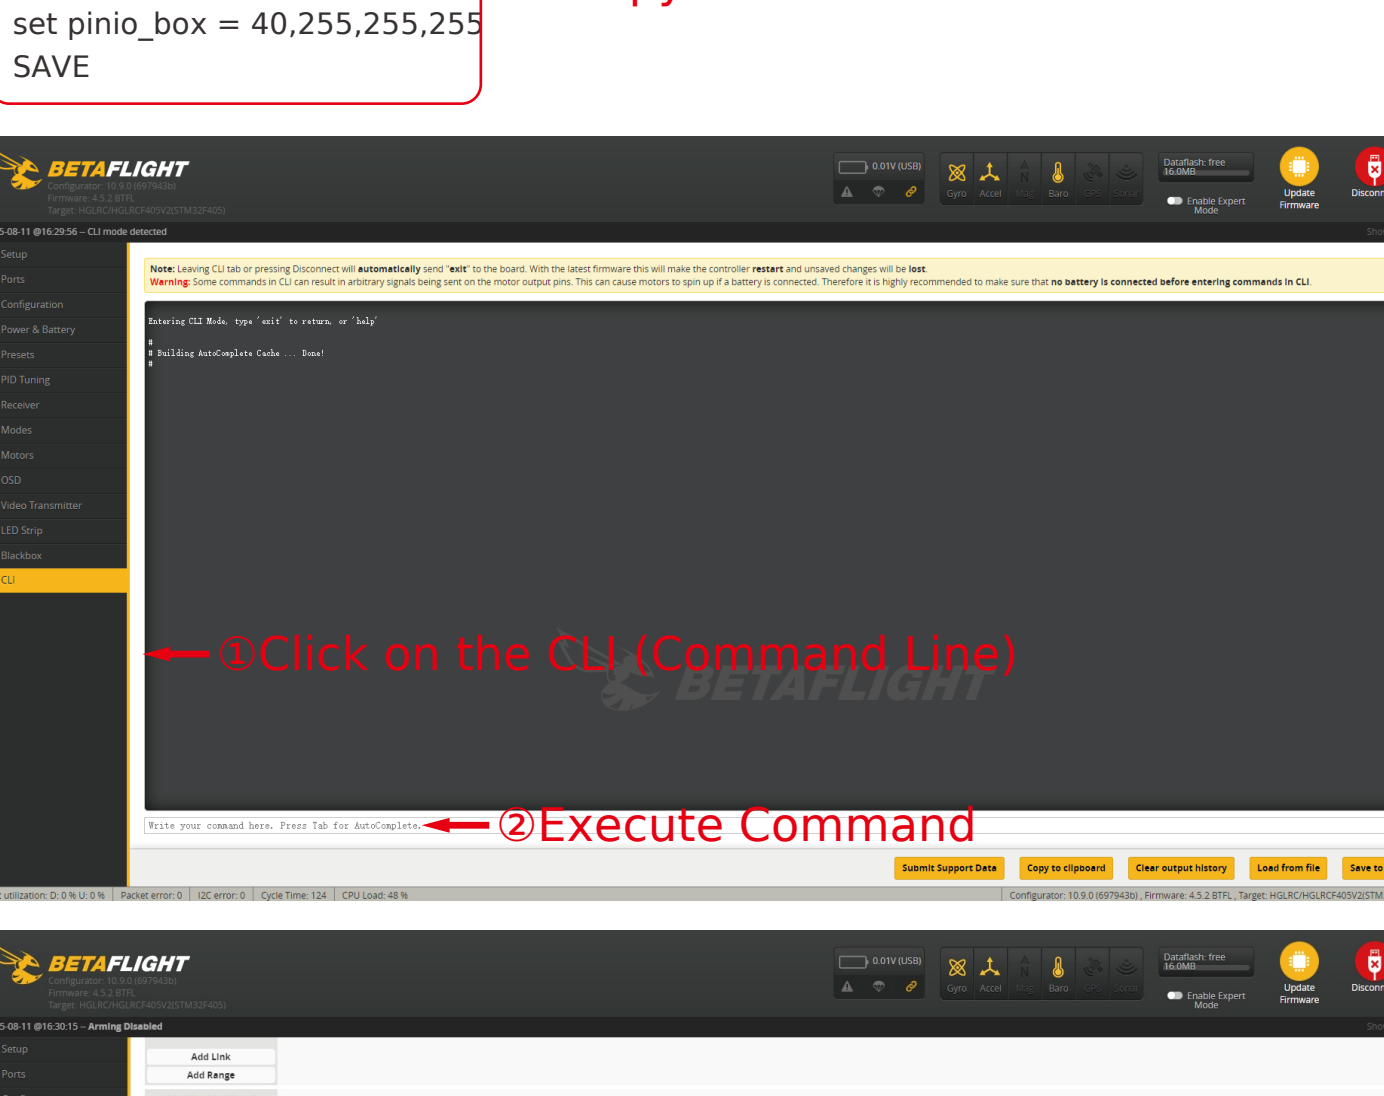 set pinio_box = 40,255,255,255
SAVE
BETAFLIGHT
Configurator: 10.9.0 (697943b)
Firmware: 4.5.2 BTFL
Target: HGLRC/HGLRCF405V2(STM32F405)
0.01V (USB)
Gyro Accel Mag Baro GPS Sonar
Dataflash: free
16.0MB
Enable Expert
Mode
Update
Firmware
5-08-11 @16:29:56 -- CLI mode detected
Setup
Ports
Configuration
Power & Battery
Presets
PID Tuning
Receiver
Modes
Motors
OSD
Video Transmitter
LED Strip
Blackbox
CLI
Note: Leaving CLI tab or pressing Disconnect will automatically send "exit" to the board. With the latest firmware this will make the controller restart and unsaved changes will be lost.
Warning: Some commands in CLI can result in arbitrary signals being sent on the motor output pins. This can cause motors to spin up if a battery is connected. Therefore it is highly recommended to make sure that no battery is connected before entering commands in CLI.
Entering CLI Mode, type 'exit' to return, or 'help'
#
# Building AutoComplete Cache ... Done!
#
①Click on the CLI (Command Line)
BETAFLIGHT
Write your command here. Press Tab for AutoComplete.
②Execute Command
Submit Support Data Copy to clipboard Clear output history Load from file Save to
utilization: D: 0 % U: 0 % Packet error: 0 I2C error: 0 Cycle Time: 124 CPU Load: 48 %
Configurator: 10.9.0 (697943b) , Firmware: 4.5.2 BTFL , Target: HGLRC/HGLRCF405V2(STM
BETAFLIGHT
Configurator: 10.9.0 (697943b)
Firmware: 4.5.2 BTFL
Target: HGLRC/HGLRCF405V2(STM32F405)
0.01V (USB)
Gyro Accel Mag Baro GPS Sonar
Dataflash: free
16.0MB
Enable Expert
Mode
Update
Firmware
5-08-11 @16:30:15 -- Arming Disabled
Setup
Ports
Add Link
Add Range